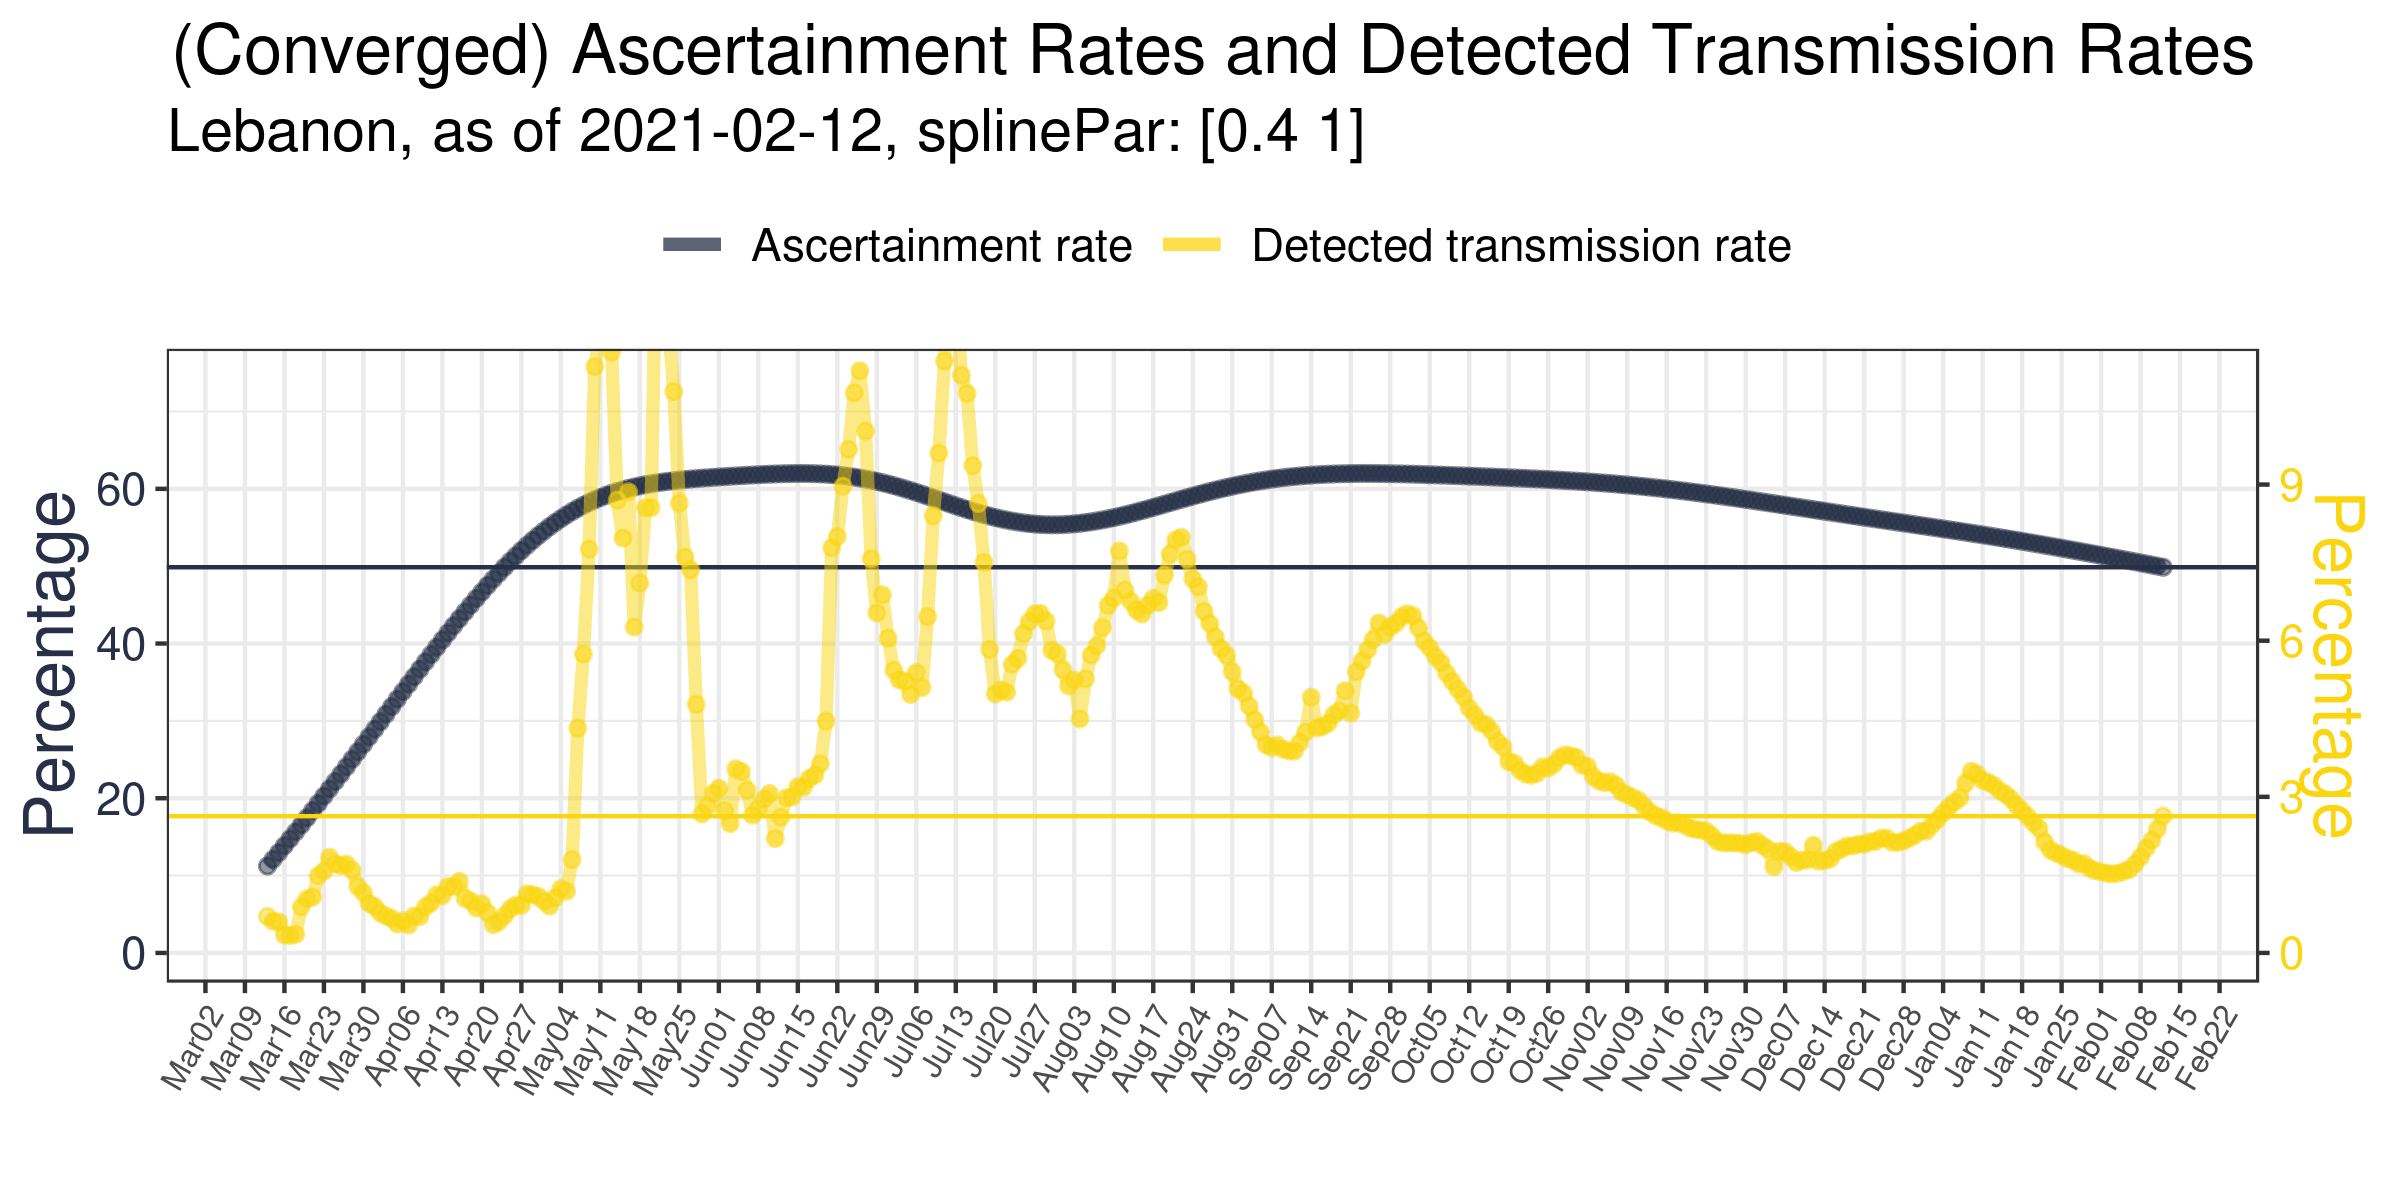 (Converged) Ascertainment Rates and Detected Transmission Rates
Lebanon, as of 2021-02-12, splinePar: [0.4 1]
Ascertainment rate
Detected transmission rate
Percentage
60
40
20
0
9
6
3
0
Percentage
Mar02
Mar09
Mar16
Mar23
Mar30
Apr06
Apr13
Apr20
Apr27
May04
May11
May18
May25
Jun01
Jun08
Jun15
Jun22
Jun29
Jul06
Jul13
Jul20
Jul27
Aug03
Aug10
Aug17
Aug24
Aug31
Sep07
Sep14
Sep21
Sep28
Oct05
Oct12
Oct19
Oct26
Nov02
Nov09
Nov16
Nov23
Nov30
Dec07
Dec14
Dec21
Dec28
Jan04
Jan11
Jan18
Jan25
Feb01
Feb08
Feb15
Feb22